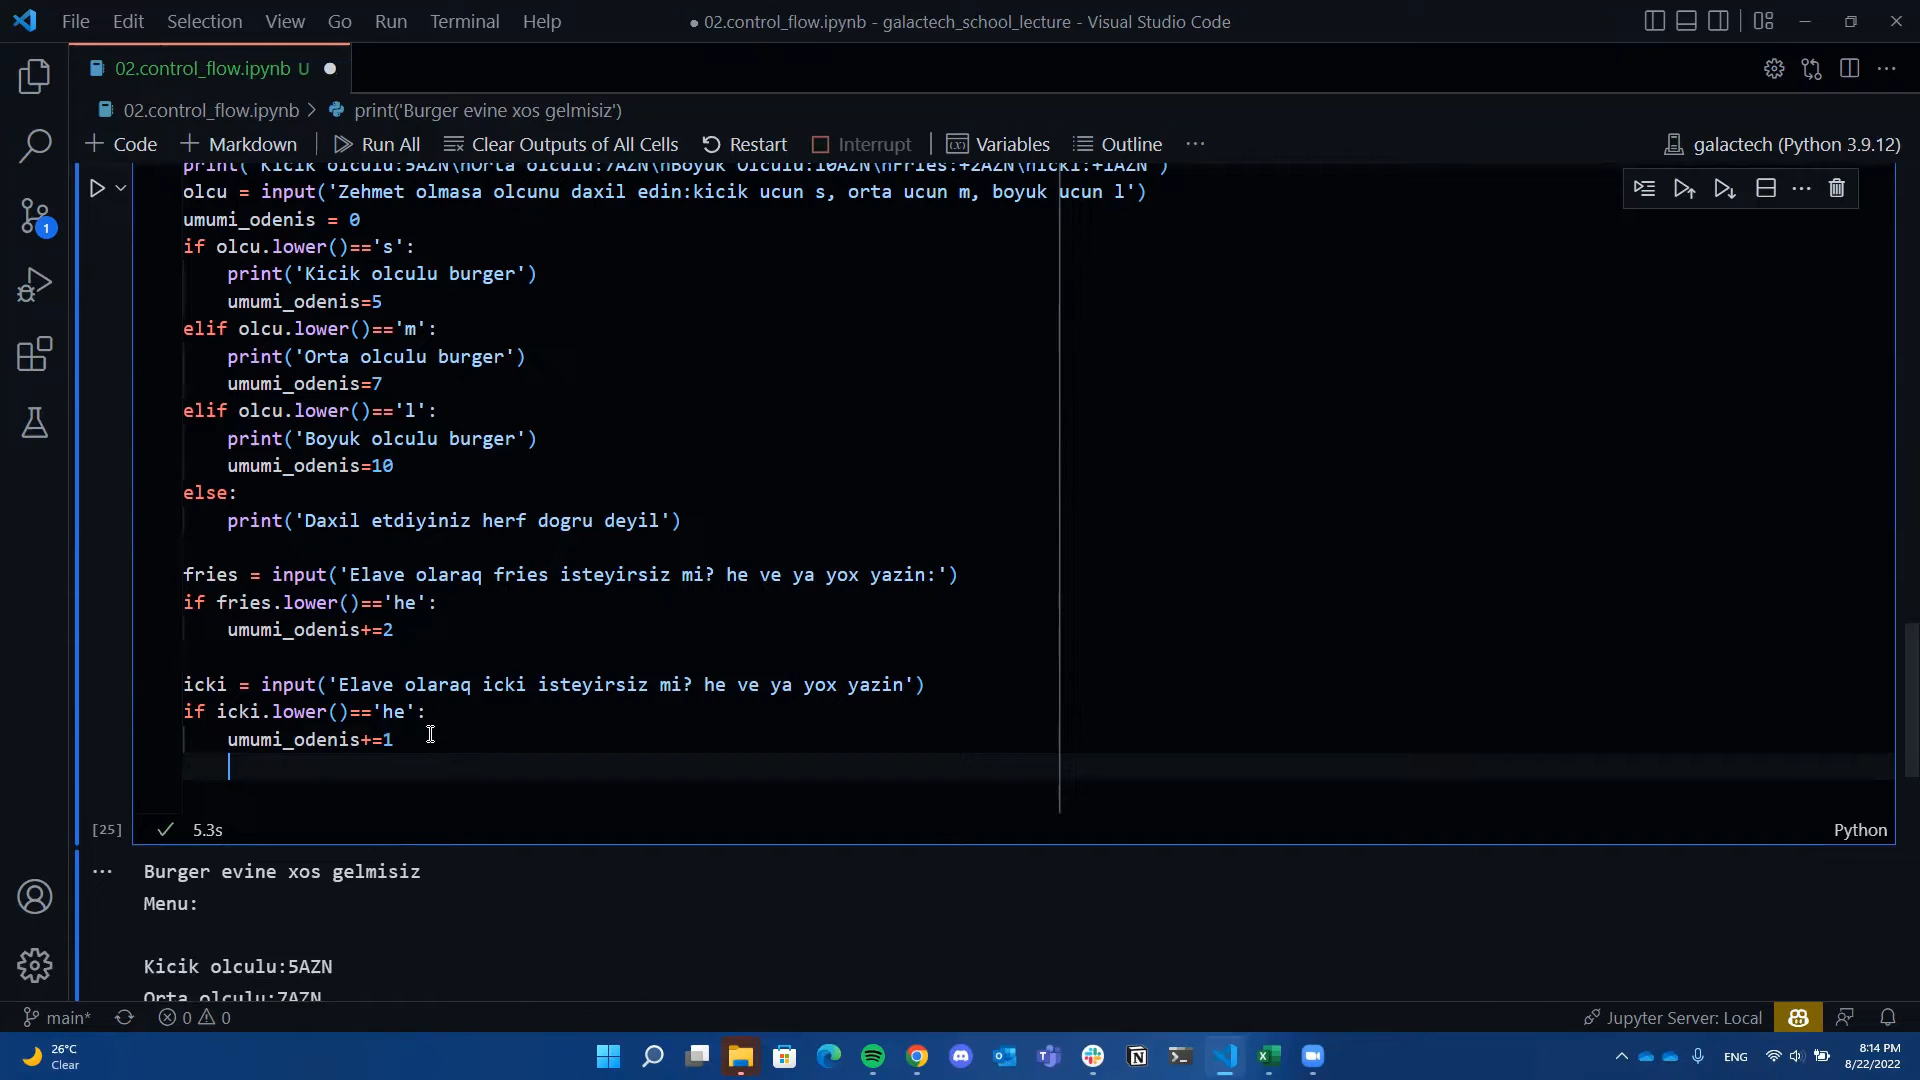 File Edit Selection View Go Run Terminal Help
● 02.control_flow.ipynb - galactech_school_lecture - Visual Studio Code
02.control_flow.ipynb U ●
02.control_flow.ipynb > print('Burger evine xos gelmisiz')
+ Code + Markdown Run All Clear Outputs of All Cells Restart Interrupt Variables Outline ···
galactech (Python 3.9.12)
print('Kicik olculu:5AZN\nOrta olculu:7AZN\nBoyuk Olculu:10AZN\nFries:+2AZN\nicki:+1AZN')
olcu = input('Zehmet olmasa olcunu daxil edin:kicik ucun s, orta ucun m, boyuk ucun l')
umumi_odenis = 0
if olcu.lower()=='s':
    print('Kicik olculu burger')
    umumi_odenis=5
elif olcu.lower()=='m':
    print('Orta olculu burger')
    umumi_odenis=7
elif olcu.lower()=='l':
    print('Boyuk olculu burger')
    umumi_odenis=10
else:
    print('Daxil etdiyiniz herf dogru deyil')
fries = input('Elave olaraq fries isteyirsiz mi? he ve ya yox yazin:')
if fries.lower()=='he':
    umumi_odenis+=2
icki = input('Elave olaraq icki isteyirsiz mi? he ve ya yox yazin')
if icki.lower()=='he':
    umumi_odenis+=1
[25] ✓ 5.3s
Python
··· Burger evine xos gelmisiz
Menu:
Kicik olculu:5AZN
Orta olculu:7AZN
1
main* 0 0
Jupyter Server: Local
26°C
Clear
ENG
8:14 PM
8/22/2022